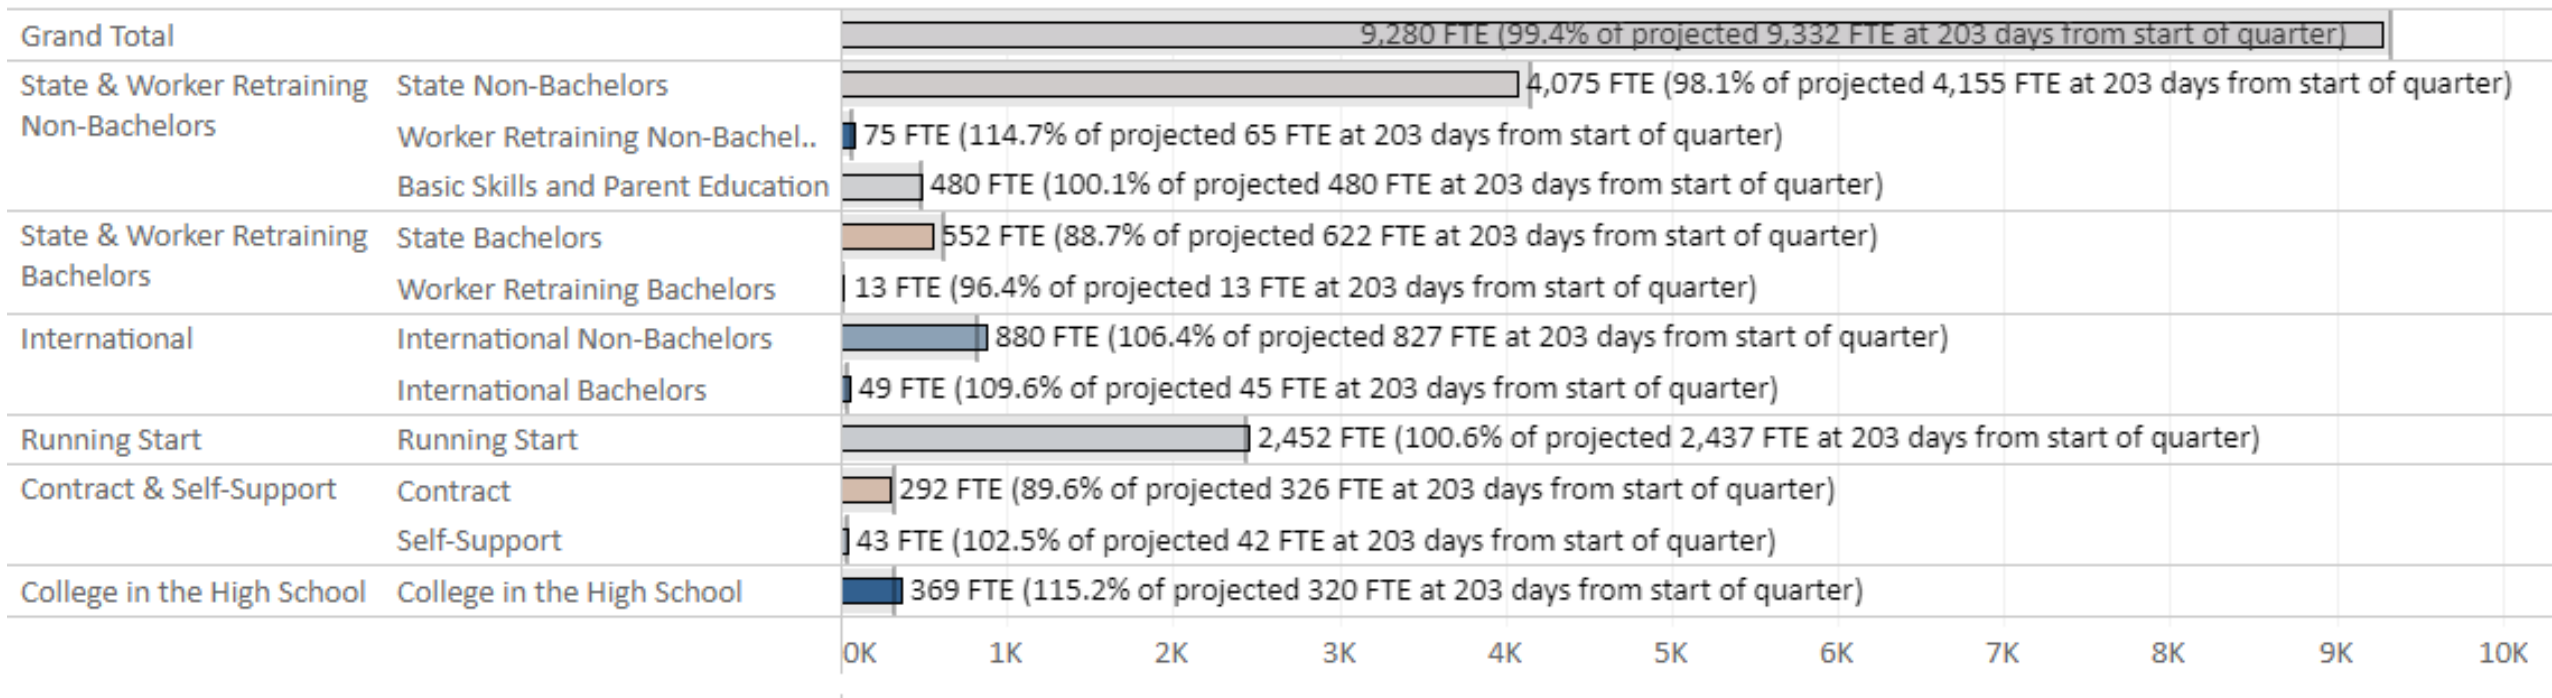 Grand Total 9,280 FTE (99.4% of projected 9,332 FTE at 203 days from start of quarter)
State & Worker Retraining State Non-Bachelors 4,075 FTE (98.1% of projected 4,155 FTE at 203 days from start of quarter)
Non-Bachelors
Worker Retraining Non-Bachel.. 75 FTE (114.7% of projected 65 FTE at 203 days from start of quarter)
Basic Skills and Parent Education 480 FTE (100.1% of projected 480 FTE at 203 days from start of quarter)
State & Worker Retraining State Bachelors 552 FTE (88.7% of projected 622 FTE at 203 days from start of quarter)
Bachelors
Worker Retraining Bachelors 13 FTE (96.4% of projected 13 FTE at 203 days from start of quarter)
International International Non-Bachelors 880 FTE (106.4% of projected 827 FTE at 203 days from start of quarter)
International Bachelors 49 FTE (109.6% of projected 45 FTE at 203 days from start of quarter)
Running Start Running Start 2,452 FTE (100.6% of projected 2,437 FTE at 203 days from start of quarter)
Contract & Self-Support Contract 292 FTE (89.6% of projected 326 FTE at 203 days from start of quarter)
Self-Support 43 FTE (102.5% of projected 42 FTE at 203 days from start of quarter)
College in the High School College in the High School 369 FTE (115.2% of projected 320 FTE at 203 days from start of quarter)
0K 1K 2K 3K 4K 5K 6K 7K 8K 9K 10K